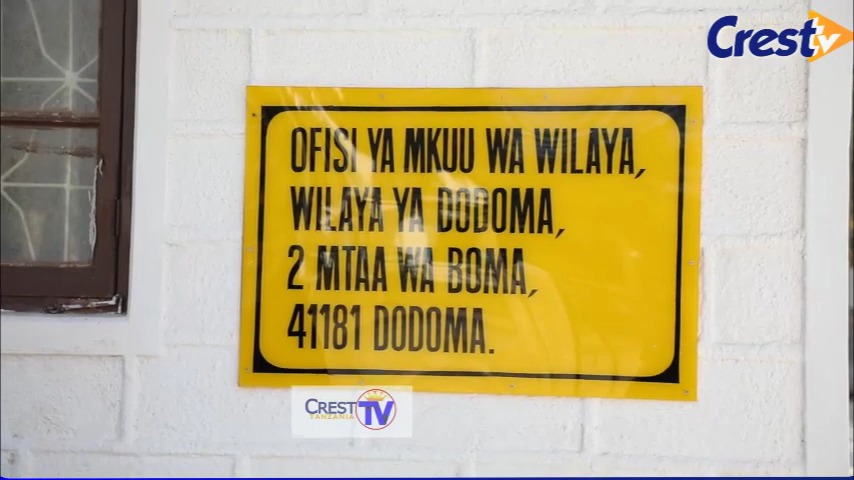 Crest tv
OFISI YA MKUU WA WILAYA,
WILAYA YA DODOMA,
2 MTAA WA BOMA,
41181 DODOMA.
CREST TV
TANZANIA